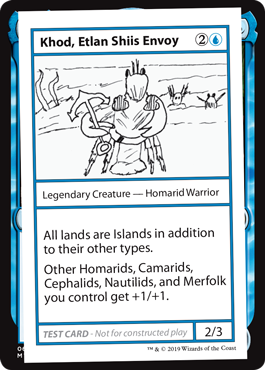 Khod, Etlan Shiis Envoy 2
Legendary Creature — Homarid Warrior
All lands are Islands in addition
to their other types.
Other Homarids, Camarids,
Cephalids, Nautilids, and Merfolk
you control get +1/+1.
TEST CARD - Not for constructed play 2/3
™ & © 2019 Wizards of the Coast